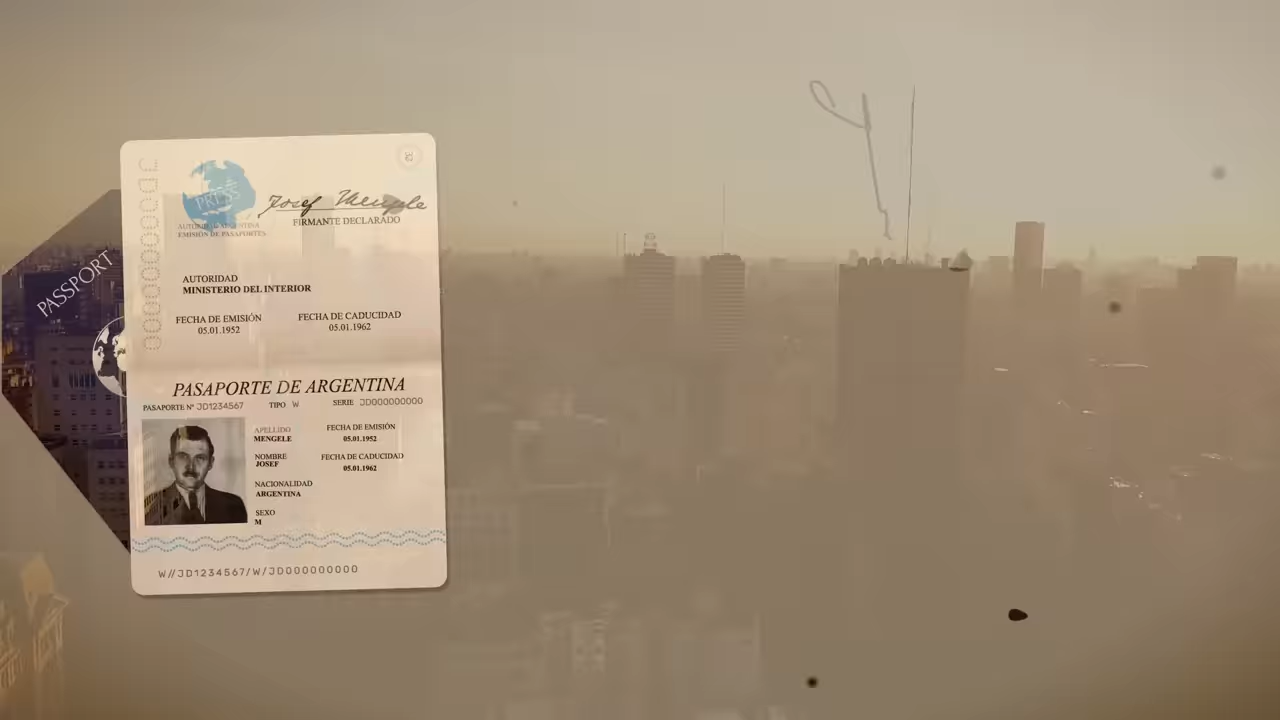 PASSPORT
PRESS
Josef Mengele
FIRMANTE DECLARADO
EMISIÓN DE PASAPORTES
AUTORIDAD
MINISTERIO DEL INTERIOR
FECHA DE EMISIÓN FECHA DE CADUCIDAD
05.01.1952 05.01.1962
PASAPORTE DE ARGENTINA
PASAPORTE Nº JD1234567 TIPO W SERIE JD000000000
APELLIDO FECHA DE EMISIÓN
MENGELE 05.01.1952
NOMBRE FECHA DE CADUCIDAD
JOSEF 05.01.1962
NACIONALIDAD
ARGENTINA
SEXO
M
W//JD1234567/W/JD000000000